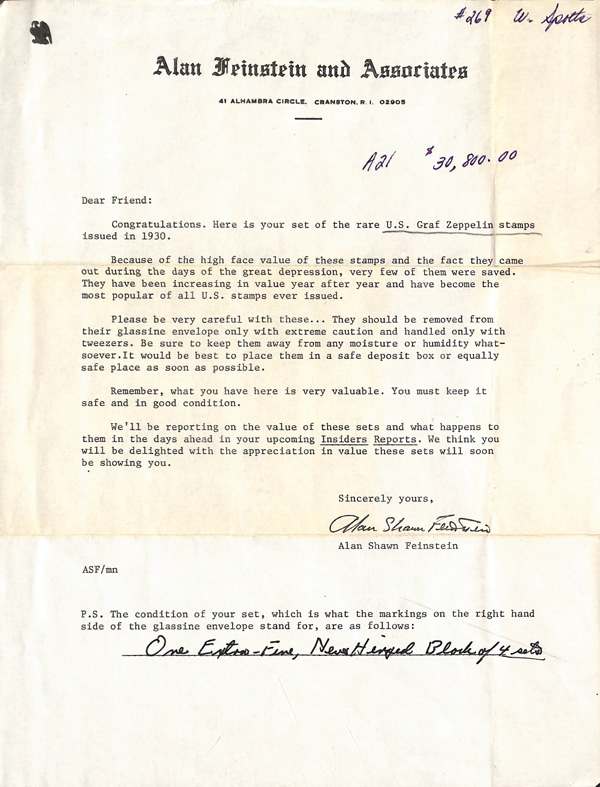 #269 W. Spotts
Alan Feinstein and Associates
41 ALHAMBRA CIRCLE, CRANSTON, R. I. 02905
A21 $30,800.00
Dear Friend:
Congratulations. Here is your set of the rare U.S. Graf Zeppelin stamps
issued in 1930.
Because of the high face value of these stamps and the fact they came
out during the days of the great depression, very few of them were saved.
They have been increasing in value year after year and have become the
most popular of all U.S. stamps ever issued.
Please be very careful with these... They should be removed from
their glassine envelope only with extreme caution and handled only with
tweezers. Be sure to keep them away from any moisture or humidity what-
soever.It would be best to place them in a safe deposit box or equally
safe place as soon as possible.
Remember, what you have here is very valuable. You must keep it
safe and in good condition.
We'll be reporting on the value of these sets and what happens to
them in the days ahead in your upcoming Insiders Reports. We think you
will be delighted with the appreciation in value these sets will soon
be showing you.
Sincerely yours,
Alan Shawn Feinstein
Alan Shawn Feinstein
ASF/mn
P.S. The condition of your set, which is what the markings on the right hand
side of the glassine envelope stand for, are as follows:
One Extra-Fine, Never Hinged Block of 4 sets